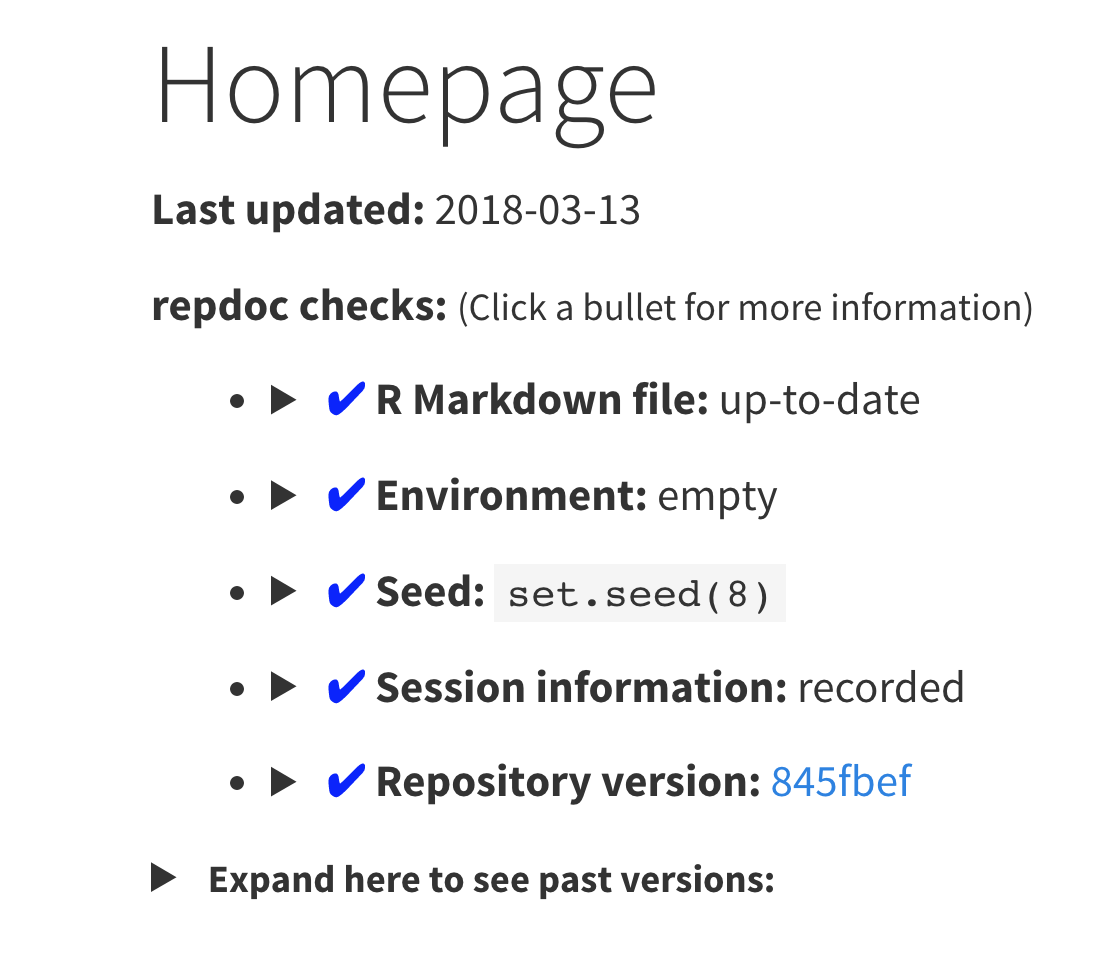 Homepage
Last updated: 2018-03-13
repdoc checks: (Click a bullet for more information)
• ▶ ✔ R Markdown file: up-to-date
• ▶ ✔ Environment: empty
• ▶ ✔ Seed: set.seed(8)
• ▶ ✔ Session information: recorded
• ▶ ✔ Repository version: 845fbef
▶ Expand here to see past versions: